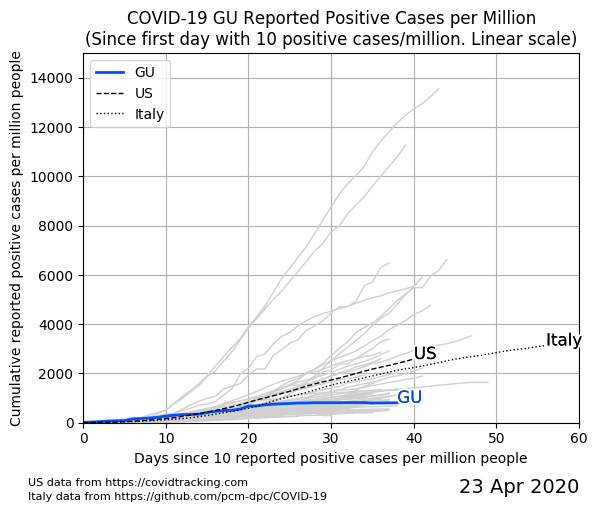 COVID-19 GU Reported Positive Cases per Million
(Since first day with 10 positive cases/million. Linear scale)
Cumulative reported positive cases per million people
14000
12000
10000
8000
6000
4000
2000
0
GU
US
Italy
US
Italy
GU
0 10 20 30 40 50 60
Days since 10 reported positive cases per million people
US data from https://covidtracking.com
Italy data from https://github.com/pcm-dpc/COVID-19
23 Apr 2020